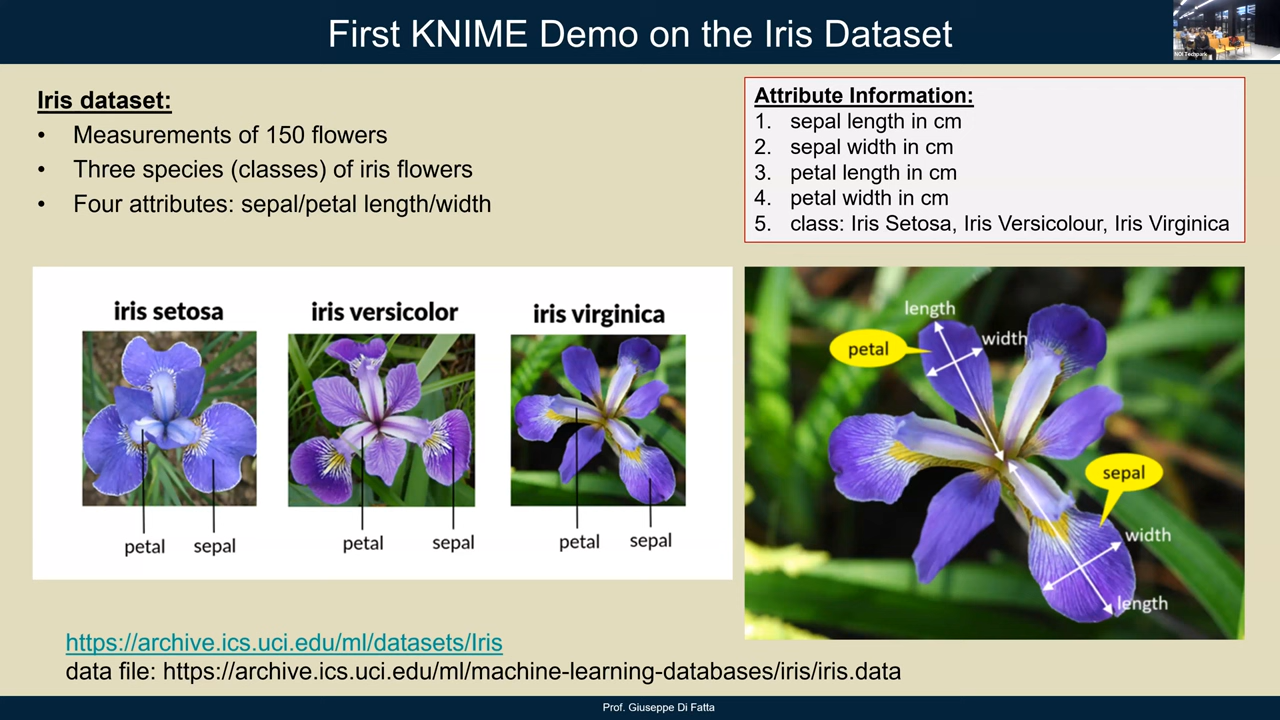 First KNIME Demo on the Iris Dataset
NOI Techpark
Iris dataset:
• Measurements of 150 flowers
• Three species (classes) of iris flowers
• Four attributes: sepal/petal length/width
Attribute Information:
1. sepal length in cm
2. sepal width in cm
3. petal length in cm
4. petal width in cm
5. class: Iris Setosa, Iris Versicolour, Iris Virginica
iris setosa
iris versicolor
iris virginica
petal
sepal
petal
sepal
petal
sepal
length
width
petal
sepal
width
length
https://archive.ics.uci.edu/ml/datasets/Iris
data file: https://archive.ics.uci.edu/ml/machine-learning-databases/iris/iris.data
Prof. Giuseppe Di Fatta